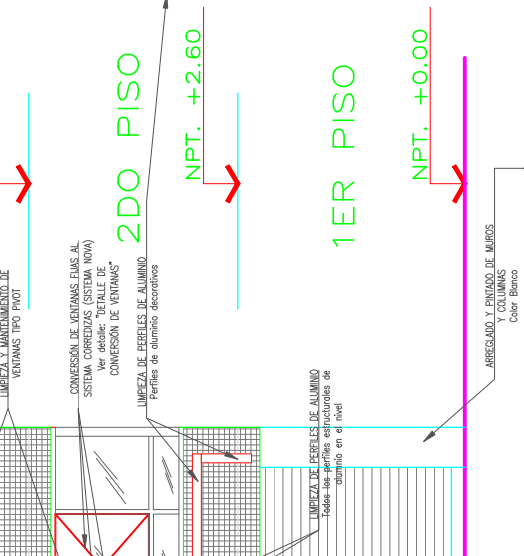 LIMPIEZA Y MANTENIMIENTO DE
VENTANAS TIPO PIVOT
CONVERSIÓN DE VENTANAS FIJAS AL
SISTEMA CORREDIZAS (SISTEMA NOVA)
Ver detalle: "DETALLE DE
CONVERSIÓN DE VENTANAS"
2DO PISO
LIMPIEZA DE PERFILES DE ALUMINIO
Perfiles de aluminio decorativos
NPT. +2.60
LIMPIEZA DE PERFILES DE ALUMINIO
Todos los perfiles estructurales de
aluminio en el nivel
1ER PISO
NPT. +0.00
ARREGLADO Y PINTADO DE MUROS
Y COLUMNAS
Color Blanco